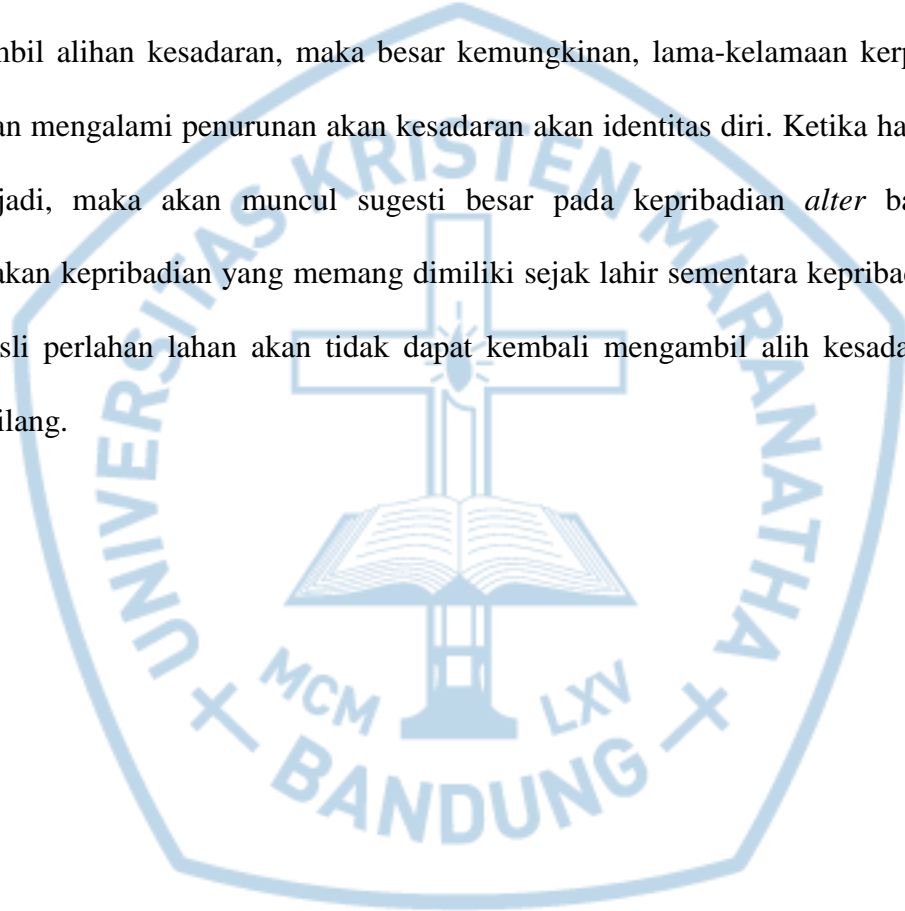 mbil alihan kesadaran, maka besar kemungkinan, lama-kelamaan kerp
an mengalami penurunan akan kesadaran akan identitas diri. Ketika ha
jadi, maka akan muncul sugesti besar pada kepribadian alter ba
akan kepribadian yang memang dimiliki sejak lahir sementara kepribad
sli perlahan lahan akan tidak dapat kembali mengambil alih kesada
ilang.
UNIVERSITAS KRISTEN MARANATHA
MCM LXV
BANDUNG